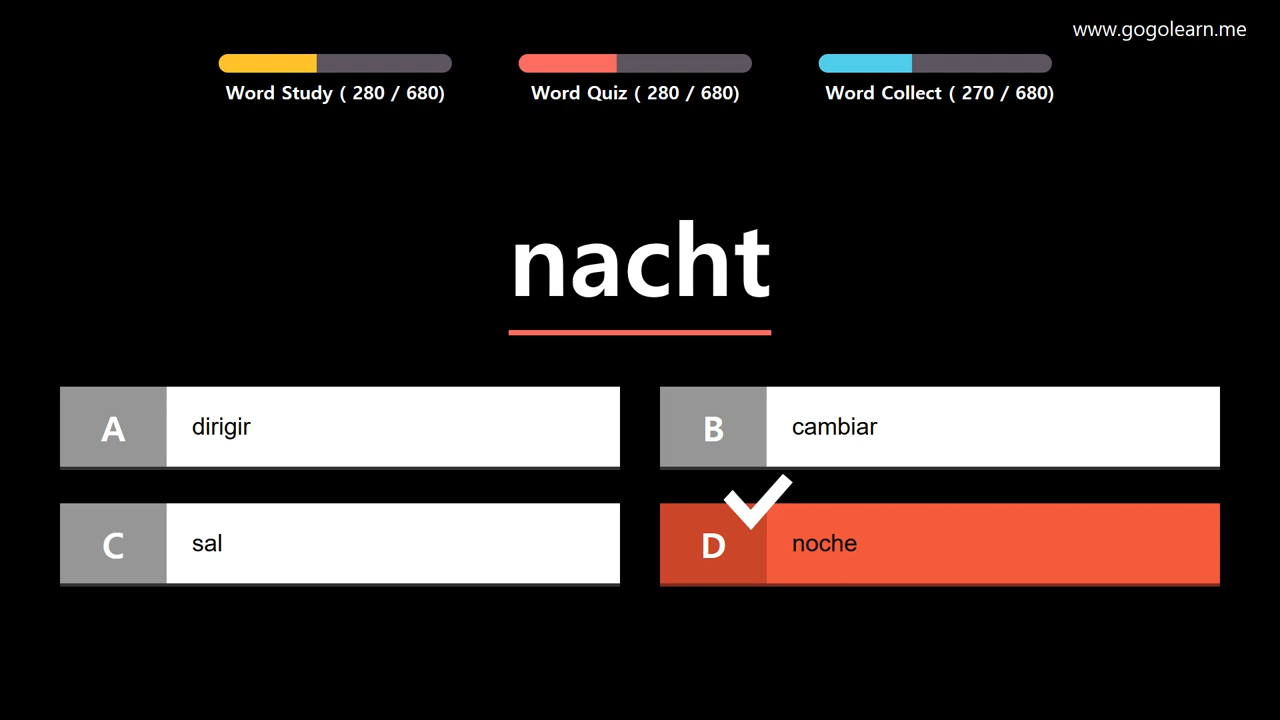 www.gogolearn.me
Word Study ( 280 / 680)
Word Quiz ( 280 / 680)
Word Collect ( 270 / 680)
nacht
A
dirigir
B
cambiar
C
sal
D
noche